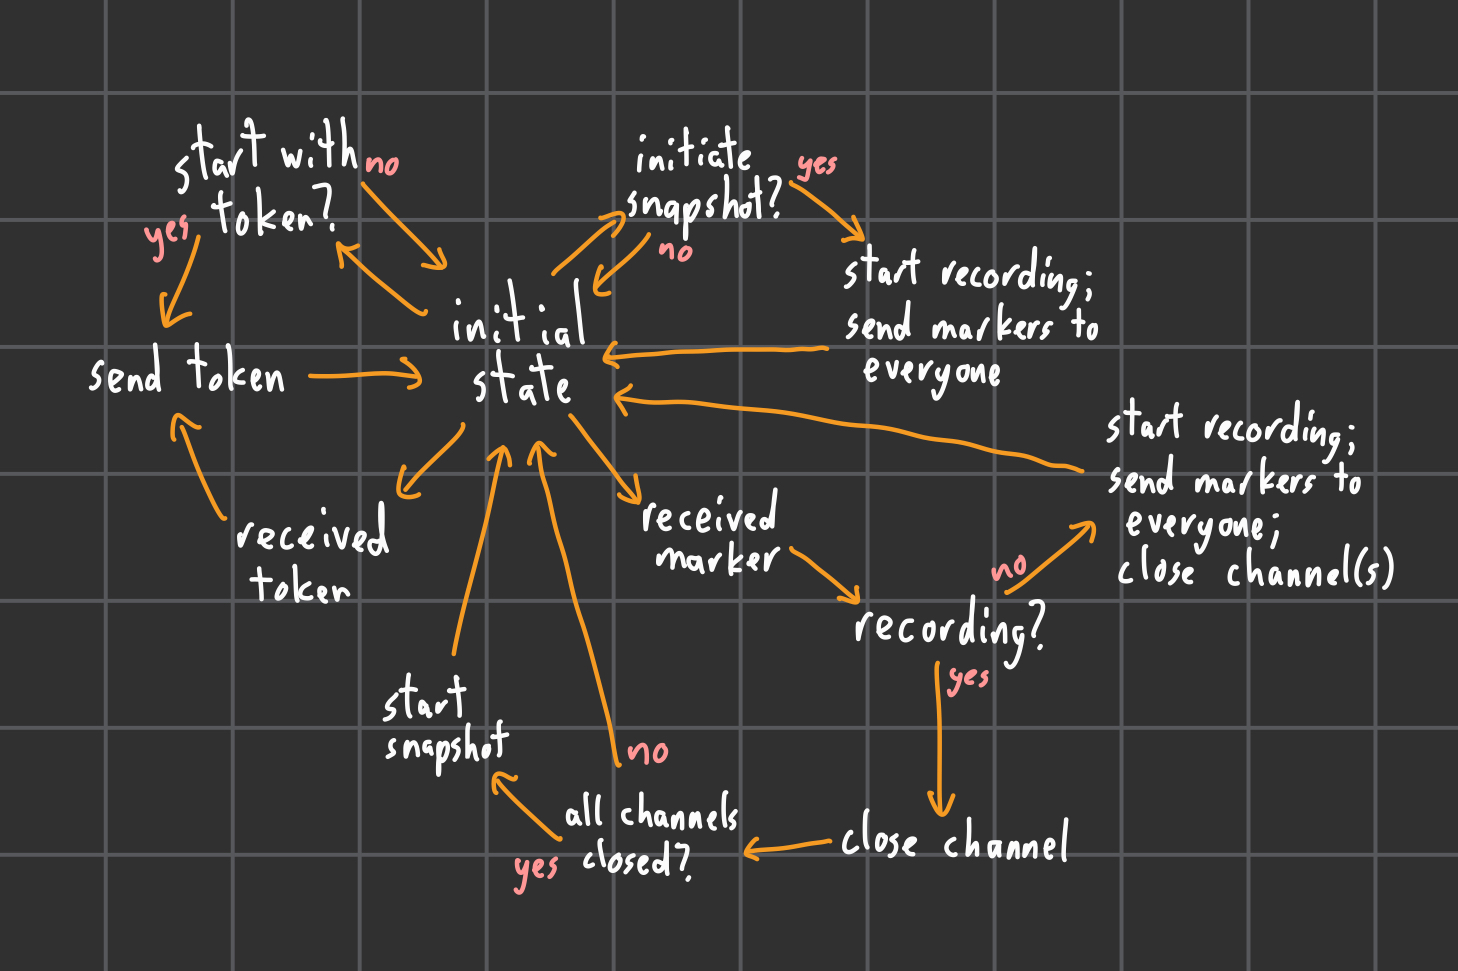 start with
token?
no
yes
send token
received
token
initial
state
initiate
snapshot?
yes
no
start recording;
send markers to
everyone
start recording;
send markers to
everyone;
close channel(s)
received
marker
no
recording?
yes
close channel
all channels
closed?
no
yes
start
snapshot